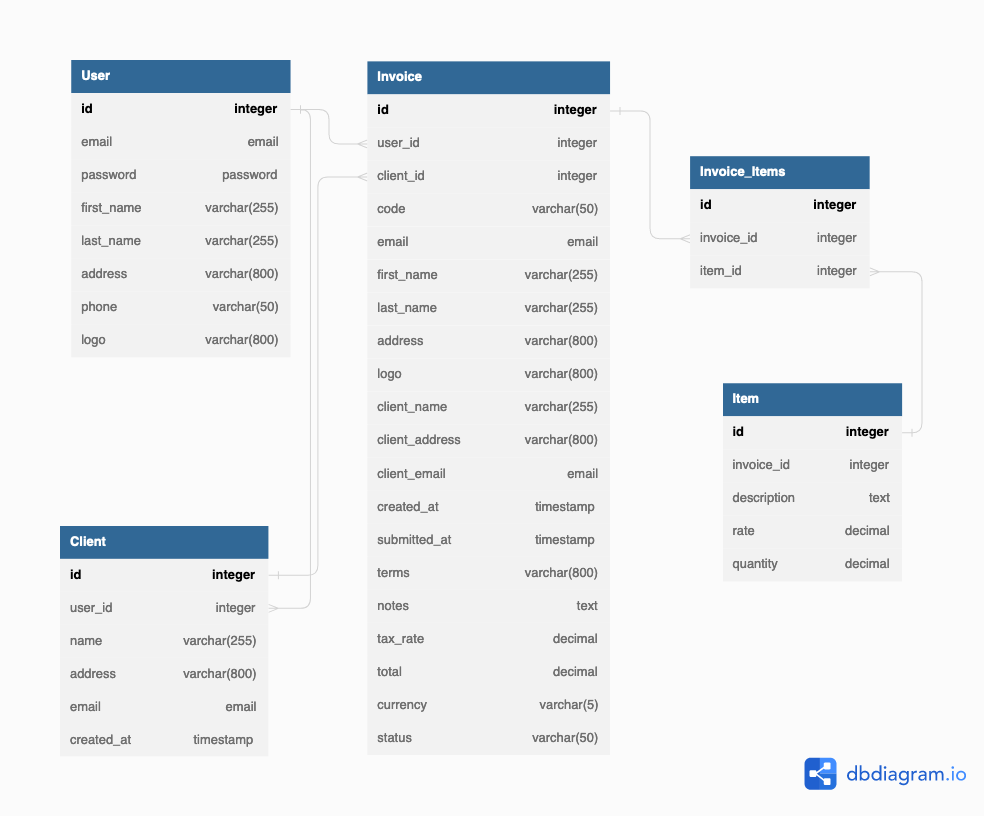 User
id integer
email email
password password
first_name varchar(255)
last_name varchar(255)
address varchar(800)
phone varchar(50)
logo varchar(800)
Invoice
id integer
user_id integer
client_id integer
code varchar(50)
email email
first_name varchar(255)
last_name varchar(255)
address varchar(800)
logo varchar(800)
client_name varchar(255)
client_address varchar(800)
client_email email
created_at timestamp
submitted_at timestamp
terms varchar(800)
notes text
tax_rate decimal
total decimal
currency varchar(5)
status varchar(50)
Invoice_Items
id integer
invoice_id integer
item_id integer
Item
id integer
invoice_id integer
description text
rate decimal
quantity decimal
Client
id integer
user_id integer
name varchar(255)
address varchar(800)
email email
created_at timestamp
dbdiagram.io